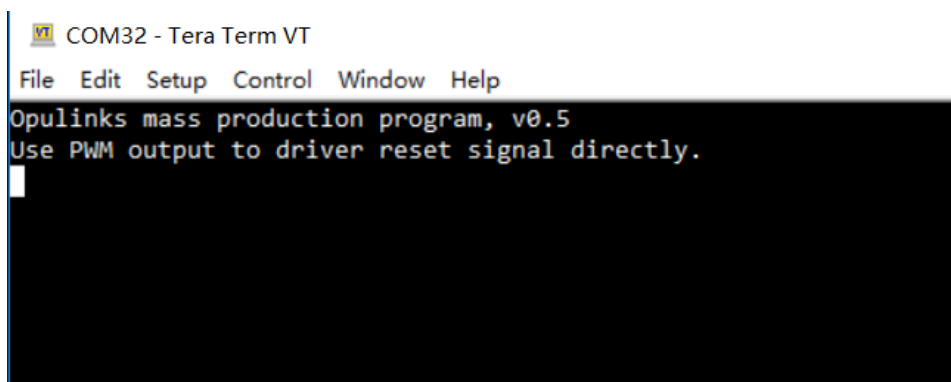 VT COM32 - Tera Term VT
File Edit Setup Control Window Help
Opulinks mass production program, v0.5
Use PWM output to driver reset signal directly.